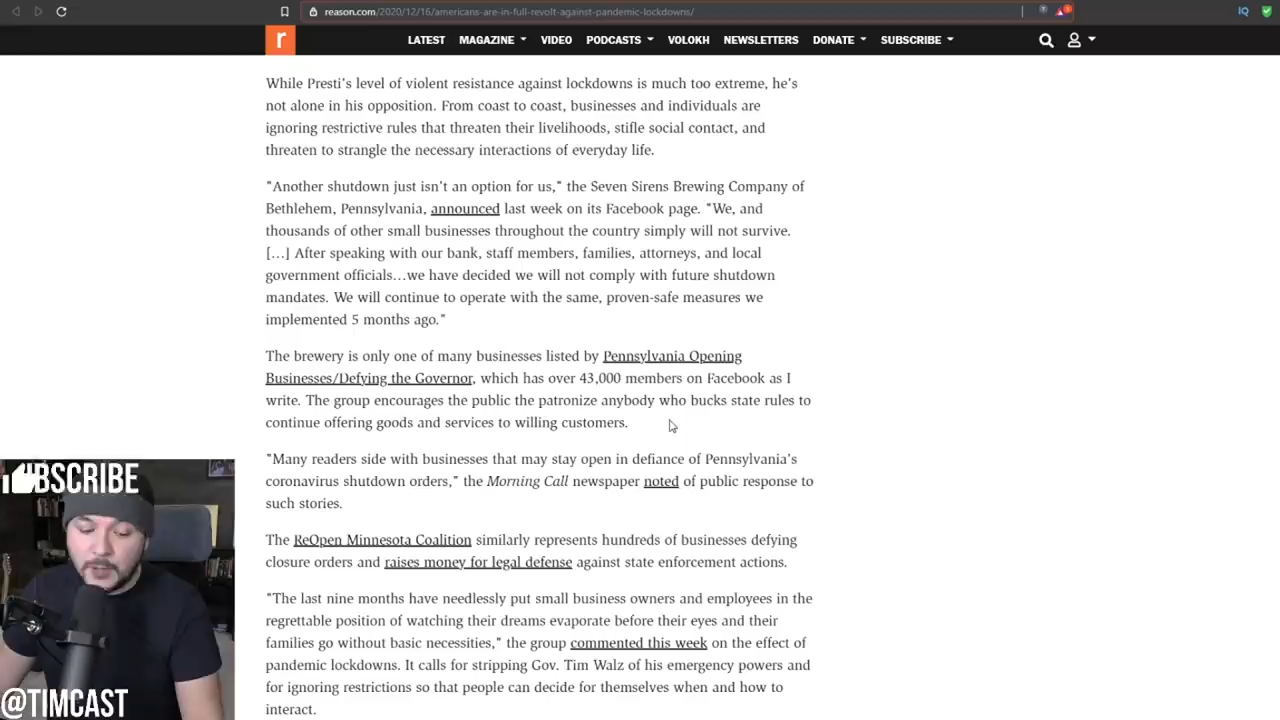 reason.com/2020/12/16/americans-are-in-full-revolt-against-pandemic-lockdowns/
IQ
r
LATEST MAGAZINE VIDEO PODCASTS VOLOKH NEWSLETTERS DONATE SUBSCRIBE
While Presti's level of violent resistance against lockdowns is much too extreme, he's
not alone in his opposition. From coast to coast, businesses and individuals are
ignoring restrictive rules that threaten their livelihoods, stifle social contact, and
threaten to strangle the necessary interactions of everyday life.
"Another shutdown just isn't an option for us," the Seven Sirens Brewing Company of
Bethlehem, Pennsylvania, announced last week on its Facebook page. "We, and
thousands of other small businesses throughout the country simply will not survive.
[…] After speaking with our bank, staff members, families, attorneys, and local
government officials…we have decided we will not comply with future shutdown
mandates. We will continue to operate with the same, proven-safe measures we
implemented 5 months ago."
The brewery is only one of many businesses listed by Pennsylvania Opening
Businesses/Defying the Governor, which has over 43,000 members on Facebook as I
write. The group encourages the public the patronize anybody who bucks state rules to
continue offering goods and services to willing customers.
"Many readers side with businesses that may stay open in defiance of Pennsylvania's
coronavirus shutdown orders," the Morning Call newspaper noted of public response to
such stories.
The ReOpen Minnesota Coalition similarly represents hundreds of businesses defying
closure orders and raises money for legal defense against state enforcement actions.
"The last nine months have needlessly put small business owners and employees in the
regrettable position of watching their dreams evaporate before their eyes and their
families go without basic necessities," the group commented this week on the effect of
pandemic lockdowns. It calls for stripping Gov. Tim Walz of his emergency powers and
for ignoring restrictions so that people can decide for themselves when and how to
interact.
UBSCRIBE
@TIMCAST